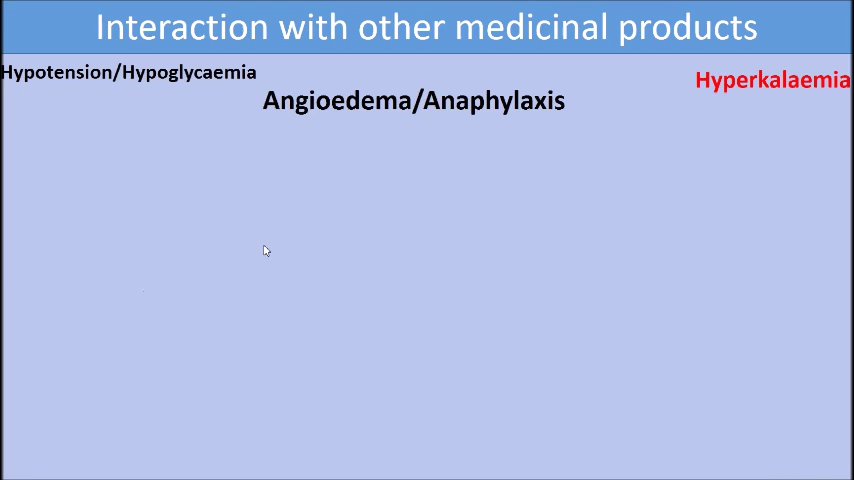 Interaction with other medicinal products
Hypotension/Hypoglycaemia
Hyperkalaemia
Angioedema/Anaphylaxis